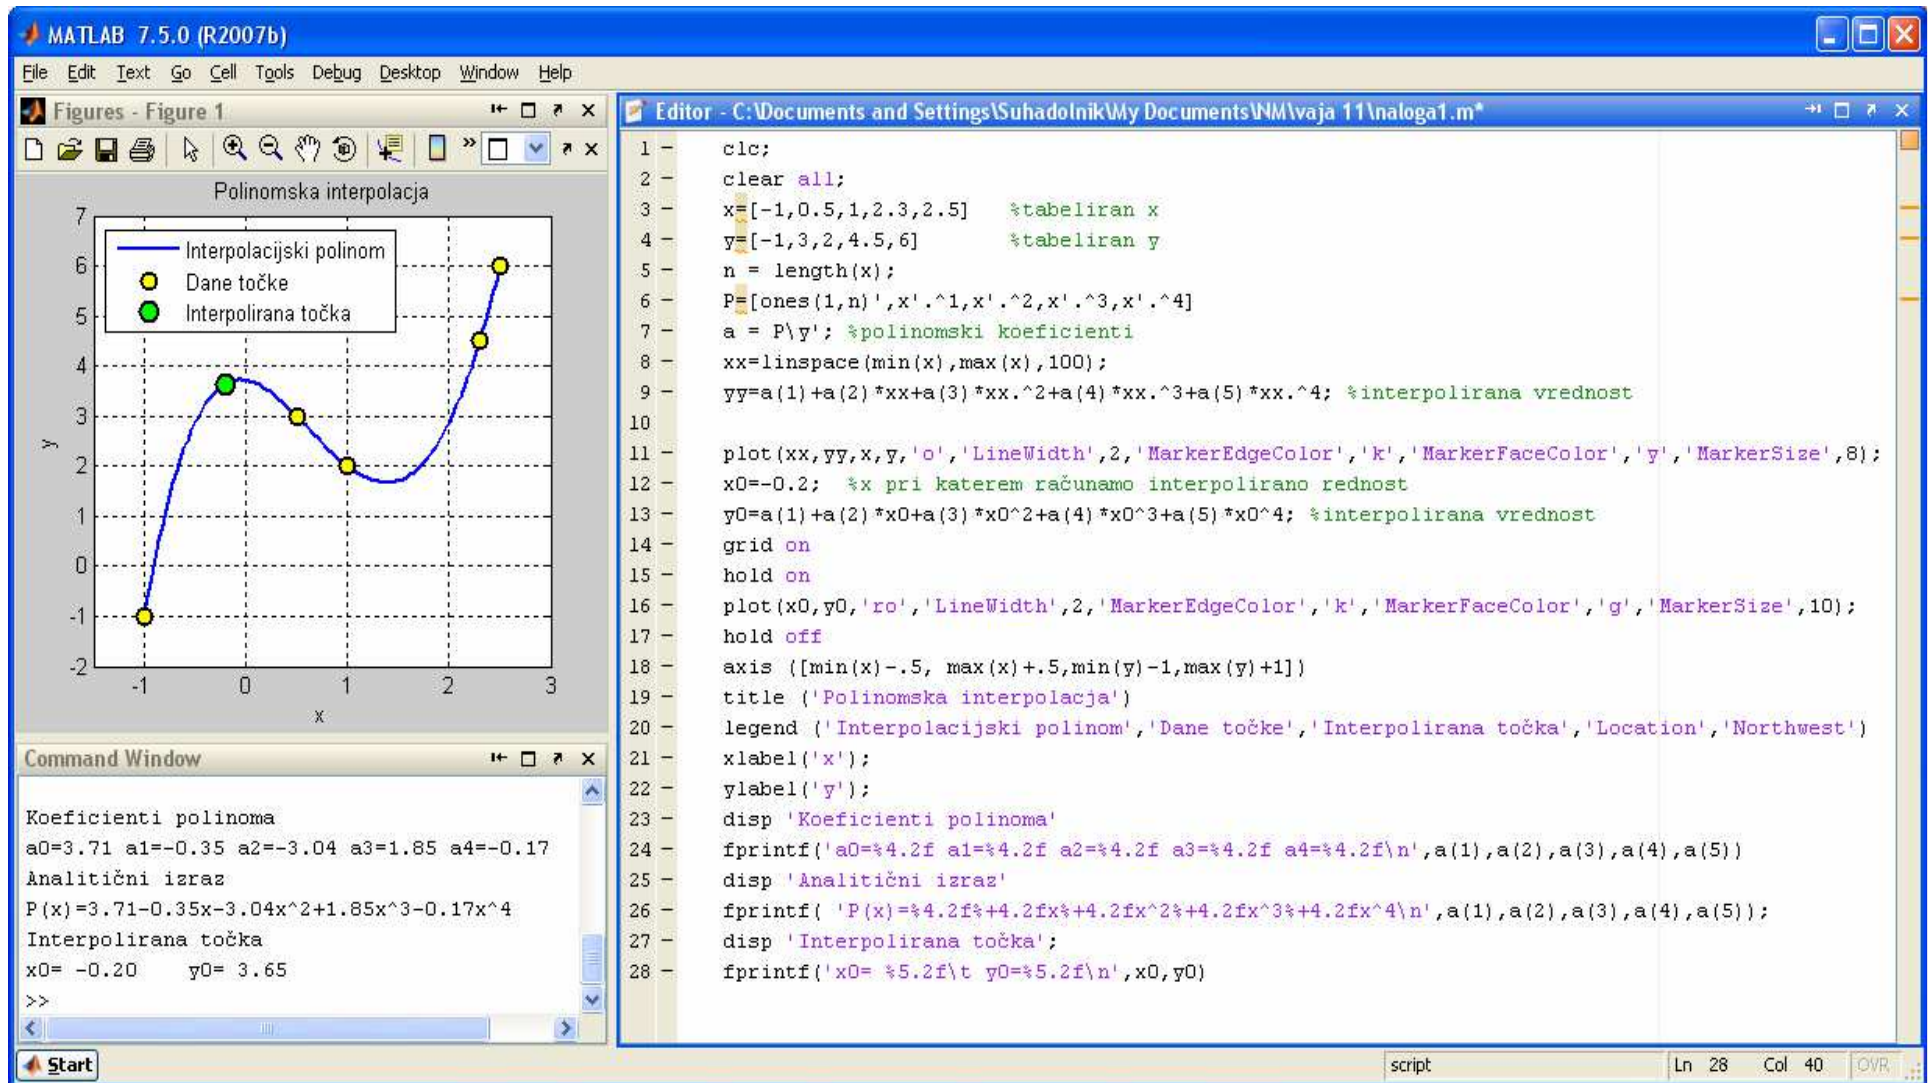 MATLAB 7.5.0 (R2007b)
File Edit Text Go Cell Tools Debug Desktop Window Help
Figures - Figure 1
Polinomska interpolacja
7
6
5
4
3
2
1
0
-1
-2
Interpolacijski polinom
Dane točke
Interpolirana točka
y
-1 0 1 2 3
x
Command Window
Koeficienti polinoma
a0=3.71 a1=-0.35 a2=-3.04 a3=1.85 a4=-0.17
Analitični izraz
P(x)=3.71-0.35x-3.04x^2+1.85x^3-0.17x^4
Interpolirana točka
x0= -0.20 y0= 3.65
>>
Editor - C:\Documents and Settings\Suhadolnik\My Documents\NM\vaja 11\naloga1.m*
1 - clc;
2 - clear all;
3 - x=[-1,0.5,1,2.3,2.5] %tabeliran x
4 - y=[-1,3,2,4.5,6] %tabeliran y
5 - n = length(x);
6 - P=[ones(1,n)',x'.^1,x'.^2,x'.^3,x'.^4]
7 - a = P\y'; %polinomski koeficienti
8 - xx=linspace(min(x),max(x),100);
9 - yy=a(1)+a(2)*xx+a(3)*xx.^2+a(4)*xx.^3+a(5)*xx.^4; %interpolirana vrednost
10
11 - plot(xx,yy,x,y,'o','LineWidth',2,'MarkerEdgeColor','k','MarkerFaceColor','y','MarkerSize',8);
12 - x0=-0.2; %x pri katerem računamo interpolirano rednost
13 - y0=a(1)+a(2)*x0+a(3)*x0^2+a(4)*x0^3+a(5)*x0^4; %interpolirana vrednost
14 - grid on
15 - hold on
16 - plot(x0,y0,'ro','LineWidth',2,'MarkerEdgeColor','k','MarkerFaceColor','g','MarkerSize',10);
17 - hold off
18 - axis ([min(x)-.5, max(x)+.5,min(y)-1,max(y)+1])
19 - title ('Polinomska interpolacja')
20 - legend ('Interpolacijski polinom','Dane točke','Interpolirana točka','Location','Northwest')
21 - xlabel('x');
22 - ylabel('y');
23 - disp 'Koeficienti polinoma'
24 - fprintf('a0=%4.2f a1=%4.2f a2=%4.2f a3=%4.2f a4=%4.2f\n',a(1),a(2),a(3),a(4),a(5))
25 - disp 'Analitični izraz'
26 - fprintf( 'P(x)=%4.2f%+4.2fx%+4.2fx^2%+4.2fx^3%+4.2fx^4\n',a(1),a(2),a(3),a(4),a(5));
27 - disp 'Interpolirana točka';
28 - fprintf('x0= %5.2f\t y0=%5.2f\n',x0,y0)
Start
script
Ln 28 Col 40 OVR